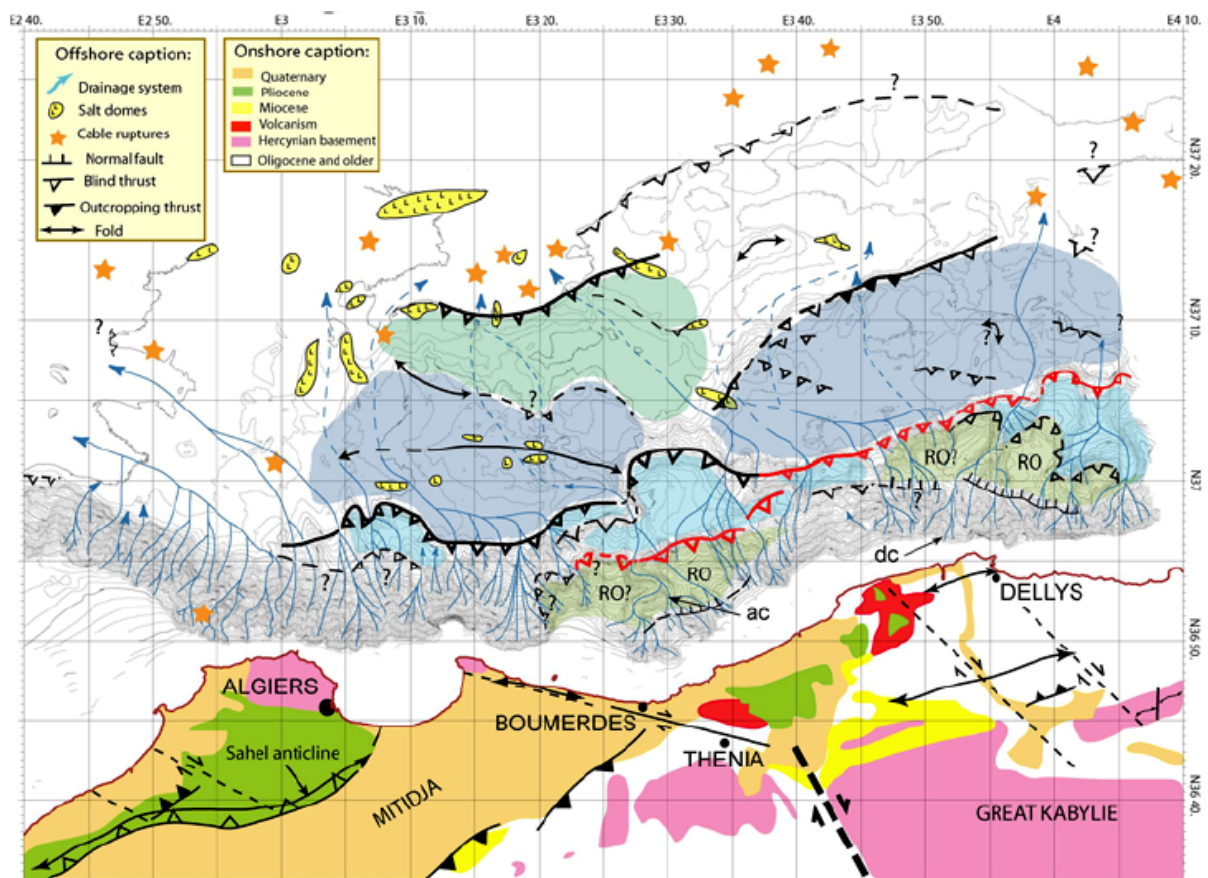 E2 40. E2 50. E3 E3 10. E3 20. E3 30. E3 40. E3 50. E4 E4 10.
Offshore caption:
Drainage system
Salt domes
Cable ruptures
Normal fault
Blind thrust
Outcropping thrust
Fold
Onshore caption:
Quaternary
Pliocene
Miocene
Volcanism
Hercynian basement
Oligocene and older
?
?
N37 20.
?
?
N37 10.
?
?
?
RO?
RO
N37
?
dc
?
?
?
?
RO?
RO
ac
DELLYS
N36 50.
ALGIERS
BOUMERDES
Sahel anticline
THENIA
MITIDJA
GREAT KABYLIE
N36 40.